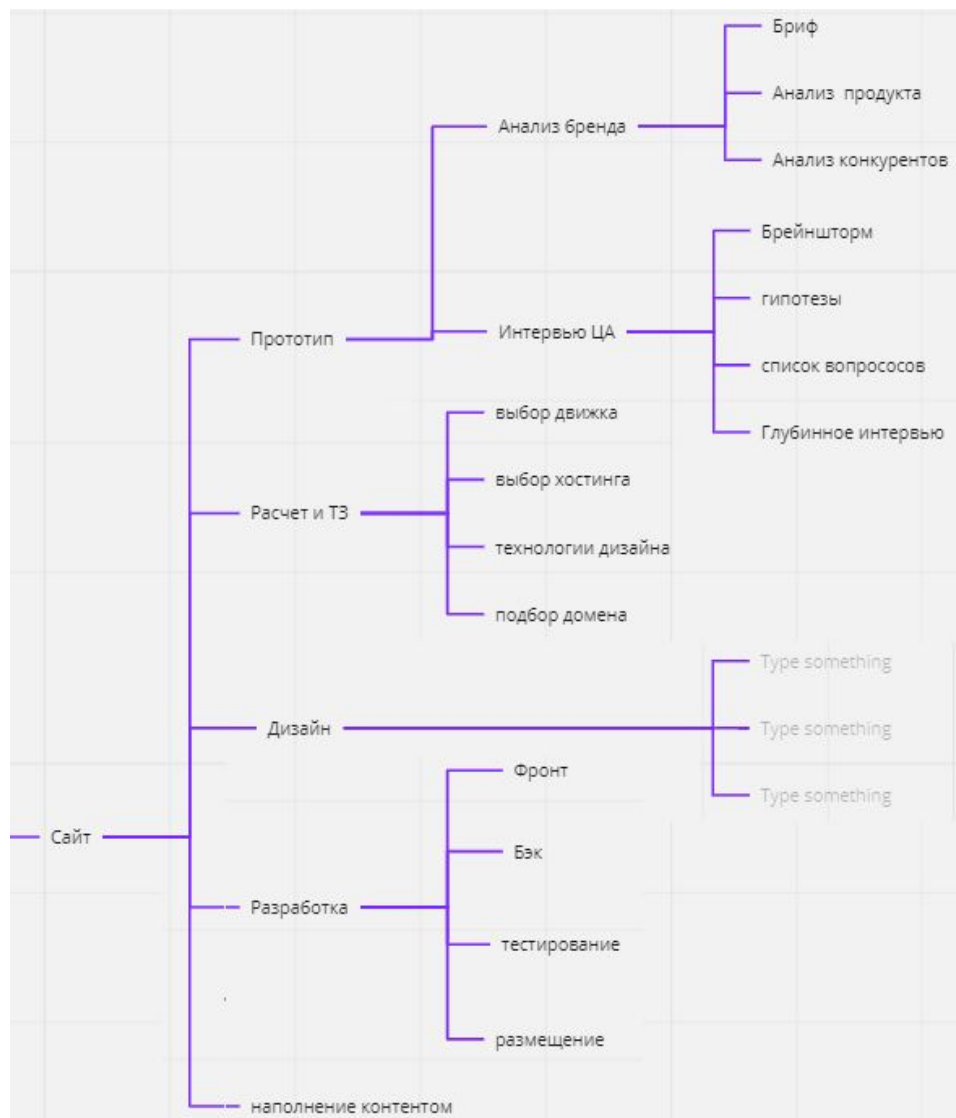 Бриф
Анализ продукта
Анализ бренда
Анализ конкурентов
Брейншторм
гипотезы
Интервью ЦА
Прототип
список вопрососов
выбор движка
Глубинное интервью
выбор хостинга
Расчет и ТЗ
технологии дизайна
подбор домена
Type something
Дизайн
Type something
Фронт
Type something
Сайт
Бэк
Разработка
тестирование
размещение
наполнение контентом